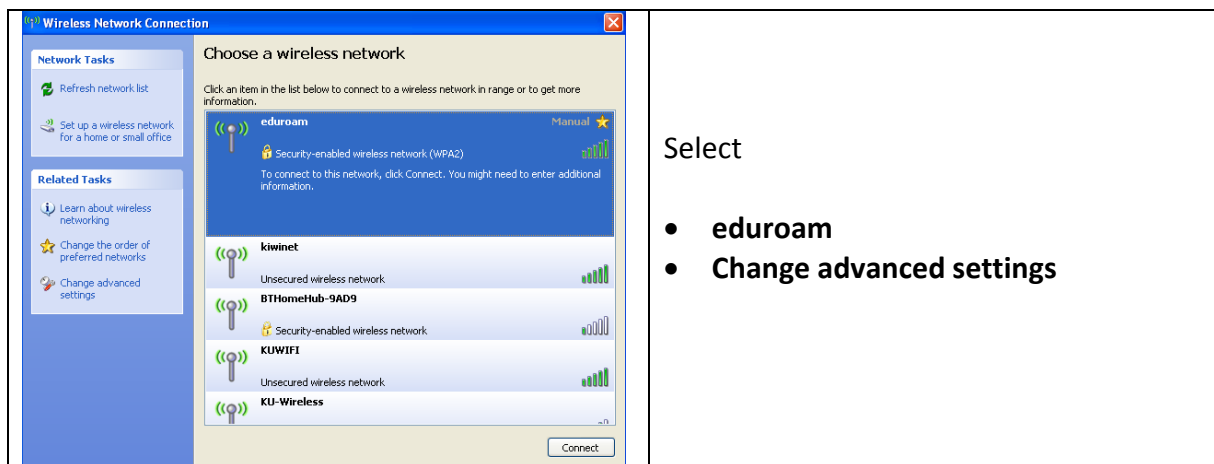 Wireless Network Connection
Network Tasks
Refresh network list
Set up a wireless network
for a home or small office
Related Tasks
Learn about wireless
networking
Change the order of
preferred networks
Change advanced
settings
Choose a wireless network
Click an item in the list below to connect to a wireless network in range or to get more
information.
eduroam
Manual
Security-enabled wireless network (WPA2)
To connect to this network, click Connect. You might need to enter additional
information.
kiwinet
Unsecured wireless network
BTHomeHub-9AD9
Security-enabled wireless network
KUWIFI
Unsecured wireless network
KU-Wireless
Connect
Select
• eduroam
• Change advanced settings